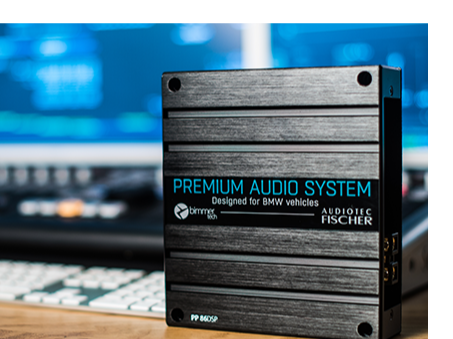 PREMIUM AUDIO SYSTEM
Designed for BMW vehicles
bimmer
tech
AUDIOTEC
FISCHER
PP 86DSP